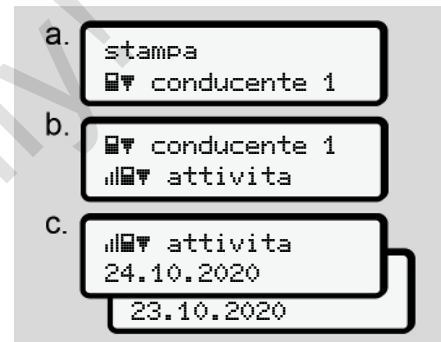 a.
stampa
conducente 1
b.
conducente 1
attivita
c.
attivita
24.10.2020
23.10.2020